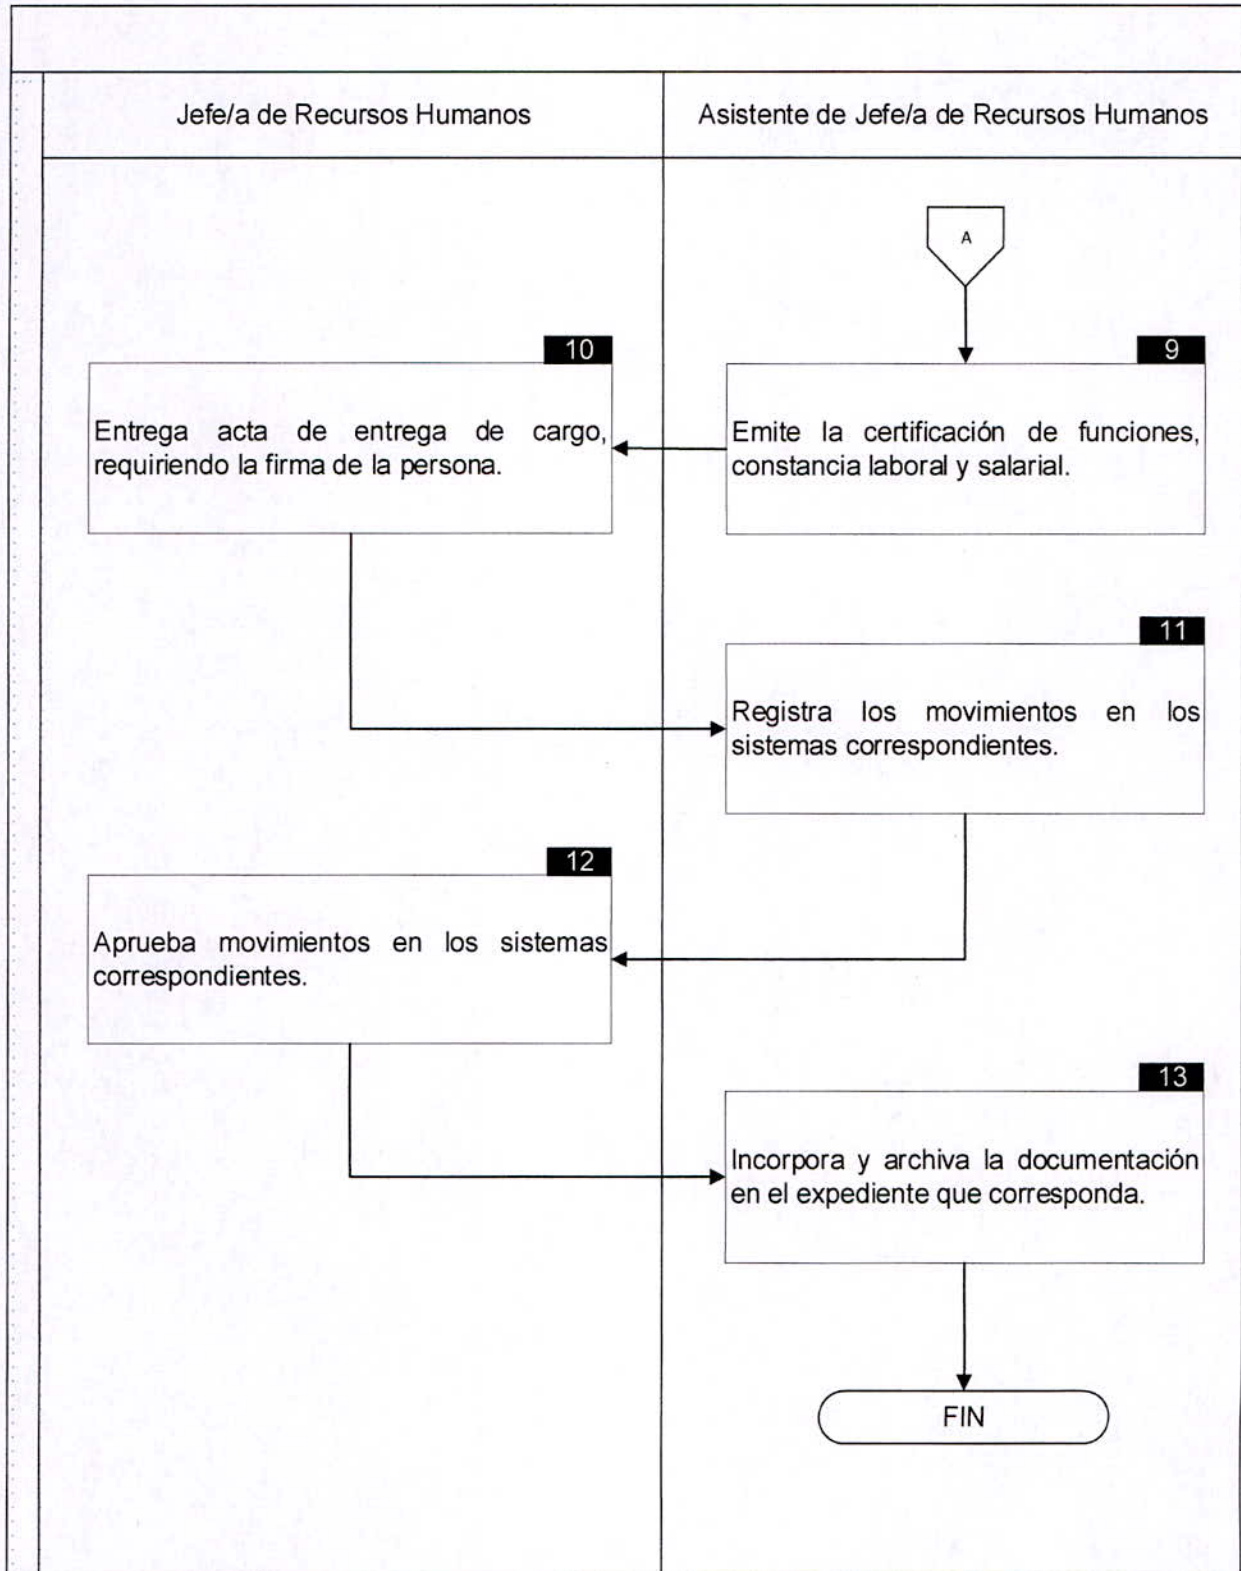 Jefe/a de Recursos Humanos
Asistente de Jefe/a de Recursos Humanos
A
9
Emite la certificación de funciones,
constancia laboral y salarial.
10
Entrega acta de entrega de cargo,
requiriendo la firma de la persona.
11
Registra los movimientos en los
sistemas correspondientes.
12
Aprueba movimientos en los sistemas
correspondientes.
13
Incorpora y archiva la documentación
en el expediente que corresponda.
FIN